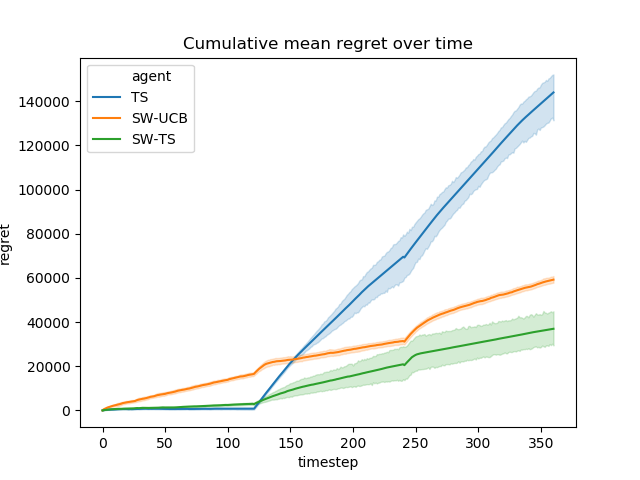 Cumulative mean regret over time
agent
TS
SW-UCB
SW-TS
regret
140000
120000
100000
80000
60000
40000
20000
0
0 50 100 150 200 250 300 350
timestep